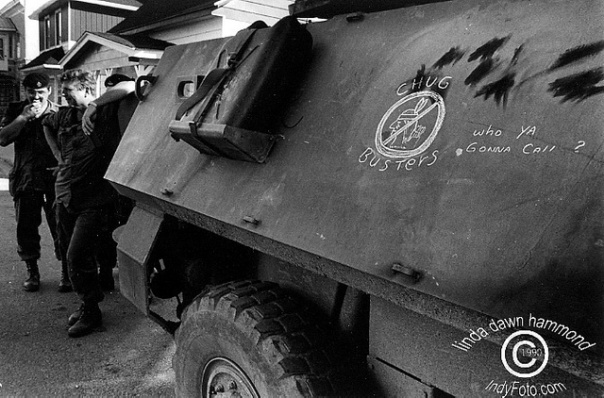 CHUG
BUSTERS
WHO YA
GONNA CALL ?
linda dawn hammond
©
1990
IndyFoto.com